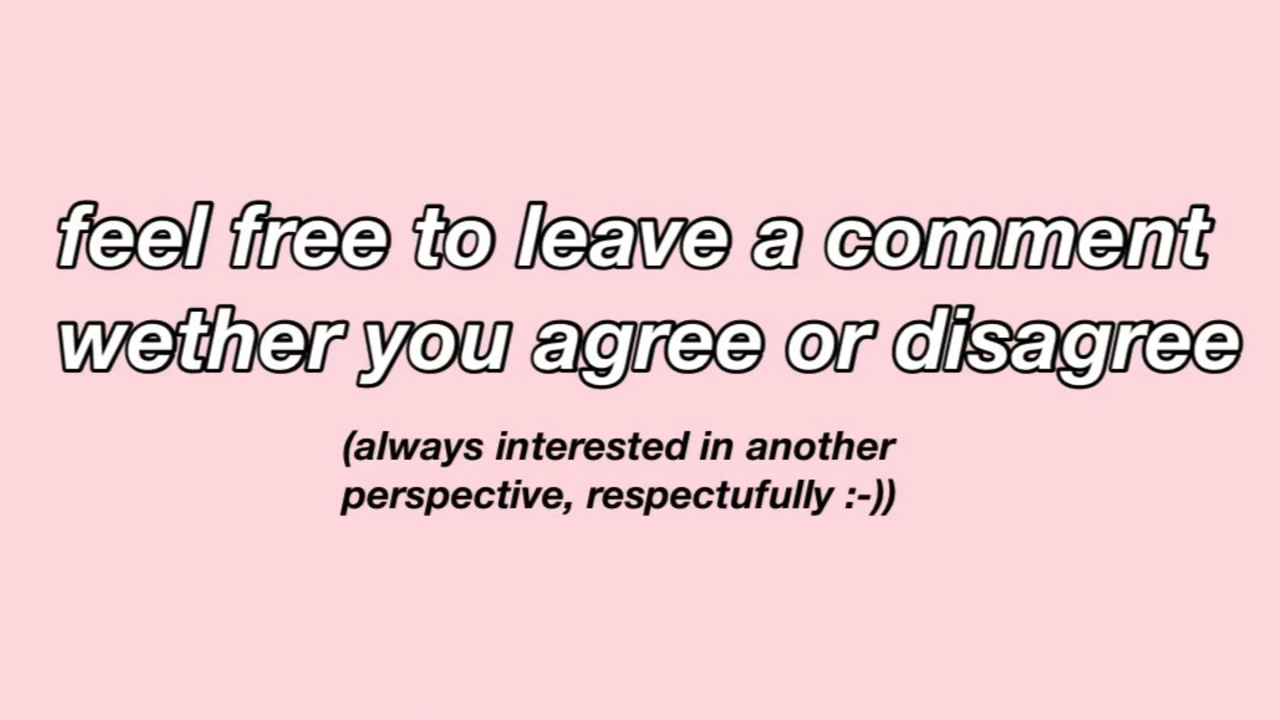 feel free to leave a comment
wether you agree or disagree
(always interested in another
perspective, respectufully :-))